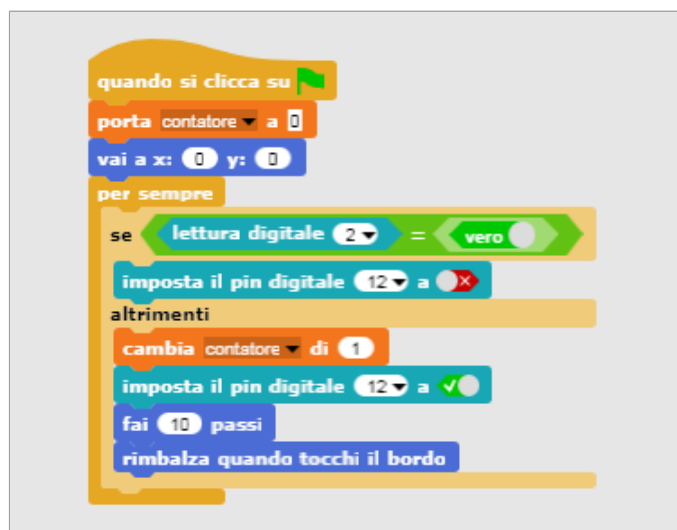 quando si clicca su
porta contatore a 0
vai a x: 0 y: 0
per sempre
se lettura digitale 2 = vero
imposta il pin digitale 12 a
altrimenti
cambia contatore di 1
imposta il pin digitale 12 a
fai 10 passi
rimbalza quando tocchi il bordo